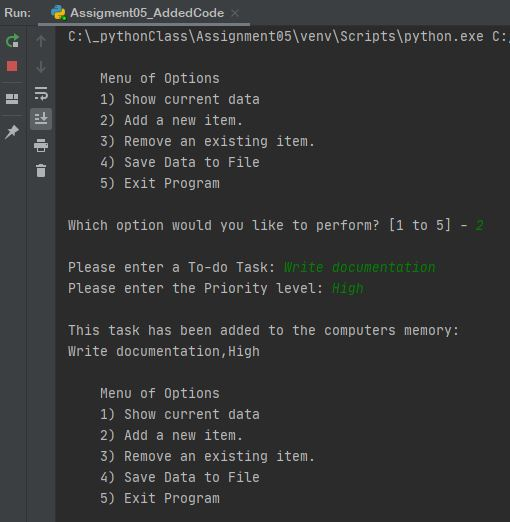 Run: Assigment05_AddedCode
C:\_pythonClass\Assignment05\venv\Scripts\python.exe C:
Menu of Options
1) Show current data
2) Add a new item.
3) Remove an existing item.
4) Save Data to File
5) Exit Program
Which option would you like to perform? [1 to 5] - 2
Please enter a To-do Task: Write documentation
Please enter the Priority level: High
This task has been added to the computers memory:
Write documentation,High
Menu of Options
1) Show current data
2) Add a new item.
3) Remove an existing item.
4) Save Data to File
5) Exit Program